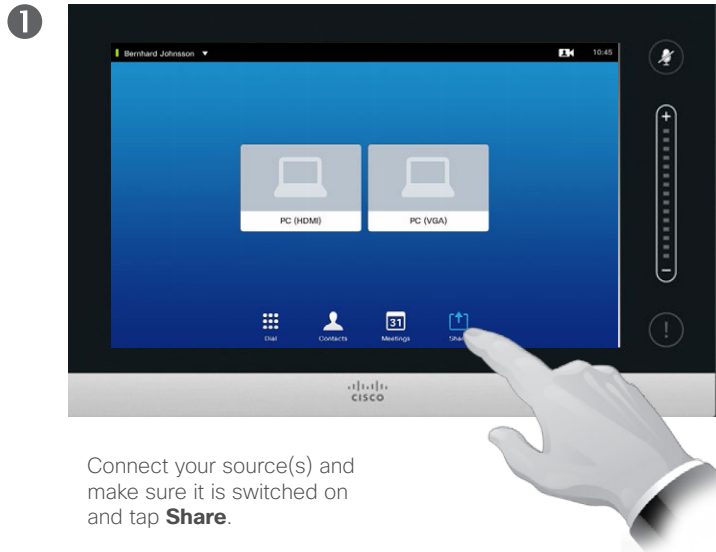 1
Bernhard Johnsson
10:45
PC (HDMI)
PC (VGA)
Dial
Contacts
31
Meetings
Share
+
−
!
CISCO
Connect your source(s) and
make sure it is switched on
and tap Share.